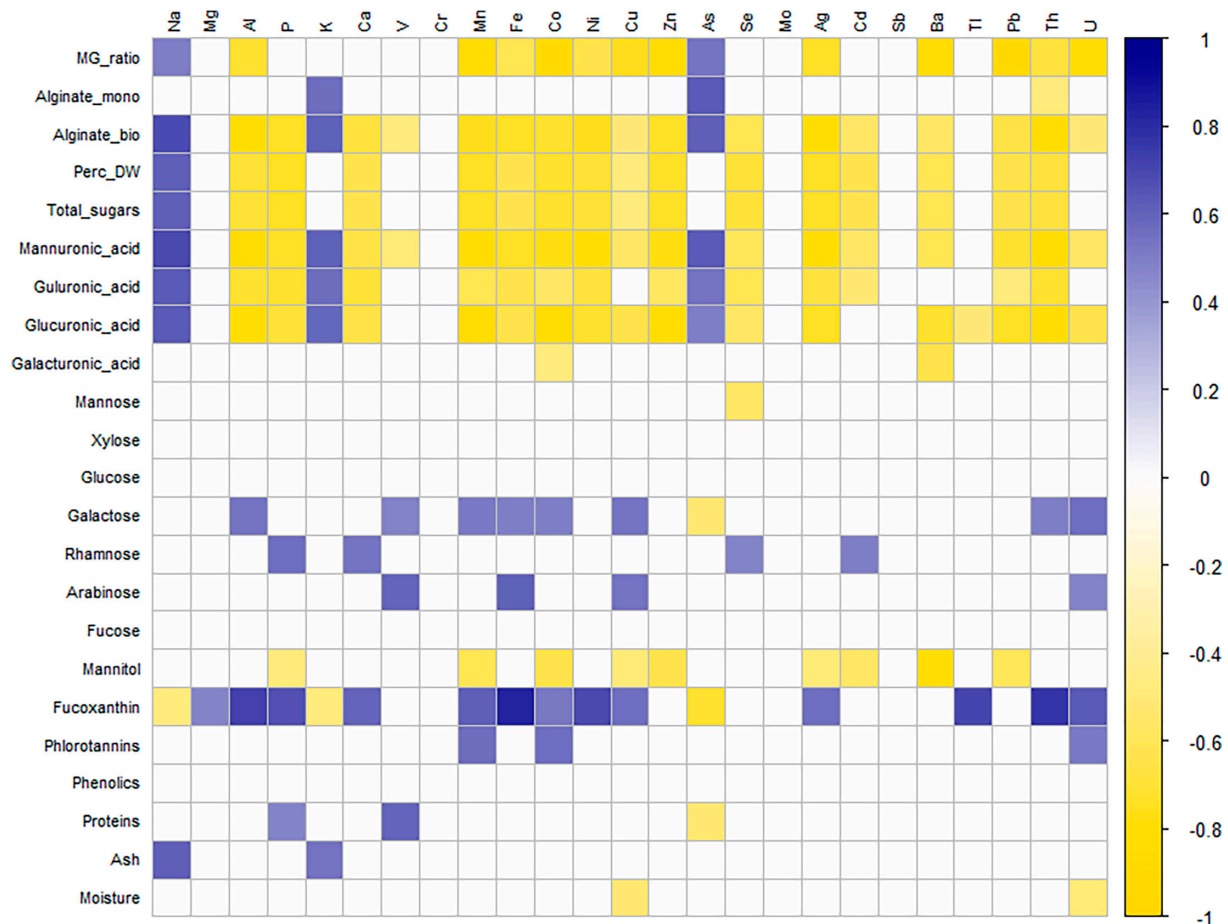 Na Mg Al P K Ca V Cr Mn Fe Co Ni Cu Zn As Se Mo Ag Cd Sb Ba Tl Pb Th U
MG_ratio
Alginate_mono
Alginate_bio
Perc_DW
Total_sugars
Mannuronic_acid
Guluronic_acid
Glucuronic_acid
Galacturonic_acid
Mannose
Xylose
Glucose
Galactose
Rhamnose
Arabinose
Fucose
Mannitol
Fucoxanthin
Phlorotannins
Phenolics
Proteins
Ash
Moisture
1
0.8
0.6
0.4
0.2
0
-0.2
-0.4
-0.6
-0.8
-1